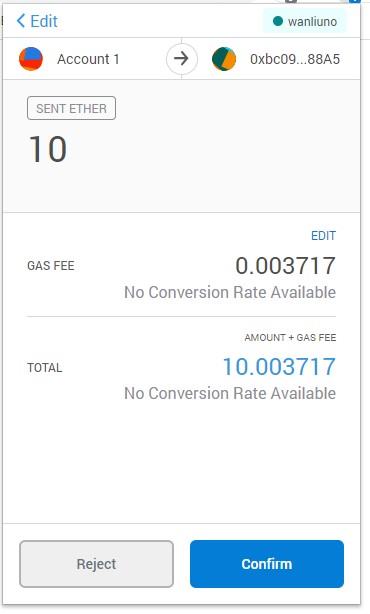 Edit
wanliuno
Account 1
0xbc09...88A5
SENT ETHER
10
EDIT
GAS FEE
0.003717
No Conversion Rate Available
AMOUNT + GAS FEE
TOTAL
10.003717
No Conversion Rate Available
Reject
Confirm